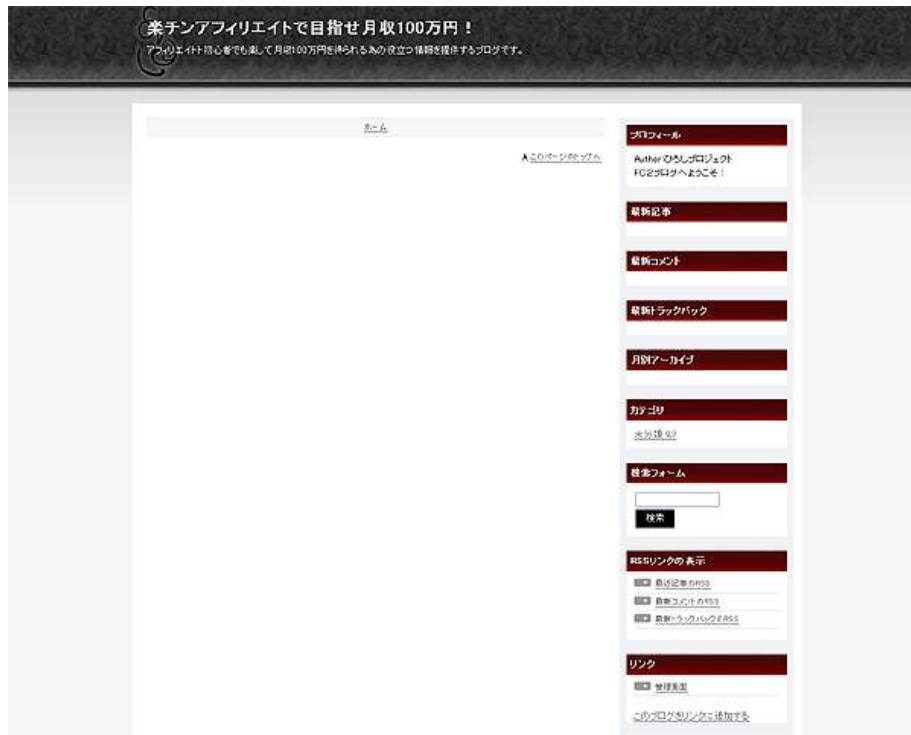 楽チンアフィリエイトで目指せ月収100万円！
アフィリエイト初心者でも楽して月収100万円を得られる為の役立つ情報を提供するブログです。
ホーム
▲このページのトップへ
プロフィール
Author:ひろしプロジェクト
FC2ブログへようこそ！
最新記事
最新コメント
最新トラックバック
月別アーカイブ
カテゴリ
未分類
検索フォーム
検索
RSSリンクの表示
最近記事のRSS
最新コメントのRSS
最新トラックバックのRSS
リンク
管理画面
このブログをリンクに追加する